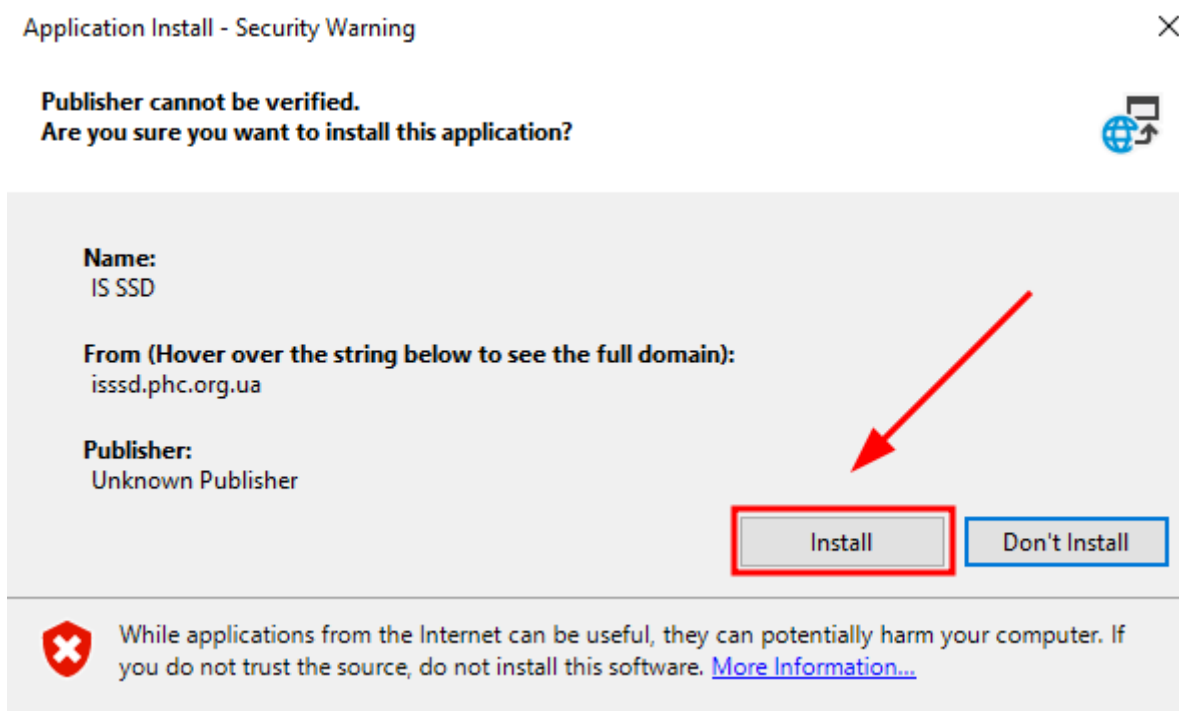 Application Install - Security Warning
Publisher cannot be verified.
Are you sure you want to install this application?
Name:
IS SSD
From (Hover over the string below to see the full domain):
isssd.phc.org.ua
Publisher:
Unknown Publisher
Install
Don't Install
While applications from the Internet can be useful, they can potentially harm your computer. If
you do not trust the source, do not install this software. More Information...